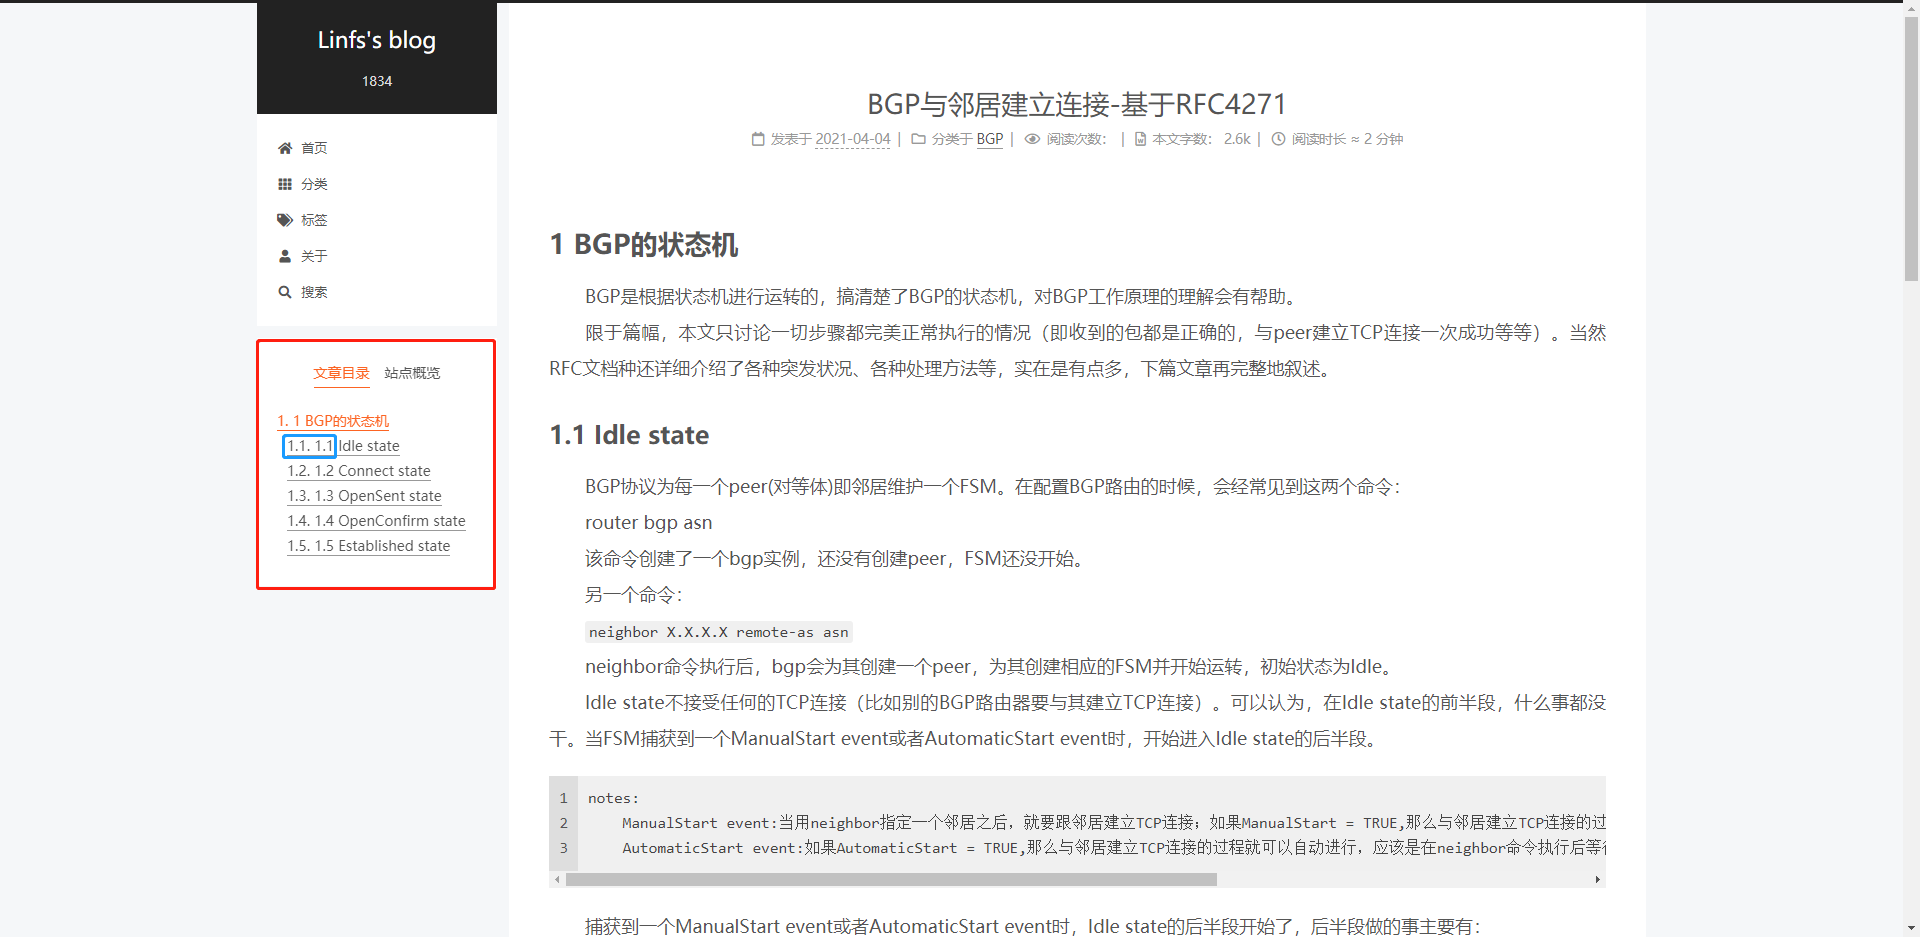 Linfs's blog
1834
首页
分类
标签
关于
搜索
文章目录 站点概览
1. 1 BGP的状态机
1.1. 1.1 Idle state
1.2. 1.2 Connect state
1.3. 1.3 OpenSent state
1.4. 1.4 OpenConfirm state
1.5. 1.5 Established state
BGP与邻居建立连接-基于RFC4271
发表于 2021-04-04 | 分类于 BGP | 阅读次数： | 本文字数： 2.6k | 阅读时长 ≈ 2 分钟
1 BGP的状态机
BGP是根据状态机进行运转的，搞清楚了BGP的状态机，对BGP工作原理的理解会有帮助。
限于篇幅，本文只讨论一切步骤都完美正常执行的情况（即收到的包都是正确的，与peer建立TCP连接一次成功等等）。当然
RFC文档种还详细介绍了各种突发状况、各种处理方法等，实在是有点多，下篇文章再完整地叙述。
1.1 Idle state
BGP协议为每一个peer(对等体)即邻居维护一个FSM。在配置BGP路由的时候，会经常见到这两个命令：
router bgp asn
该命令创建了一个bgp实例，还没有创建peer，FSM还没开始。
另一个命令：
neighbor X.X.X.X remote-as asn
neighbor命令执行后，bgp会为其创建一个peer，为其创建相应的FSM并开始运转，初始状态为Idle。
Idle state不接受任何的TCP连接（比如别的BGP路由器要与其建立TCP连接）。可以认为，在Idle state的前半段，什么事都没
干。当FSM捕获到一个ManualStart event或者AutomaticStart event时，开始进入Idle state的后半段。
1 notes:
2 ManualStart event:当用neighbor指定一个邻居之后，就要跟邻居建立TCP连接；如果ManualStart = TRUE,那么与邻居建立TCP连接的过
3 AutomaticStart event:如果AutomaticStart = TRUE,那么与邻居建立TCP连接的过程就可以自动进行，应该是在neighbor命令执行后等
捕获到一个ManualStart event或者AutomaticStart event时，Idle state的后半段开始了，后半段做的事主要有：